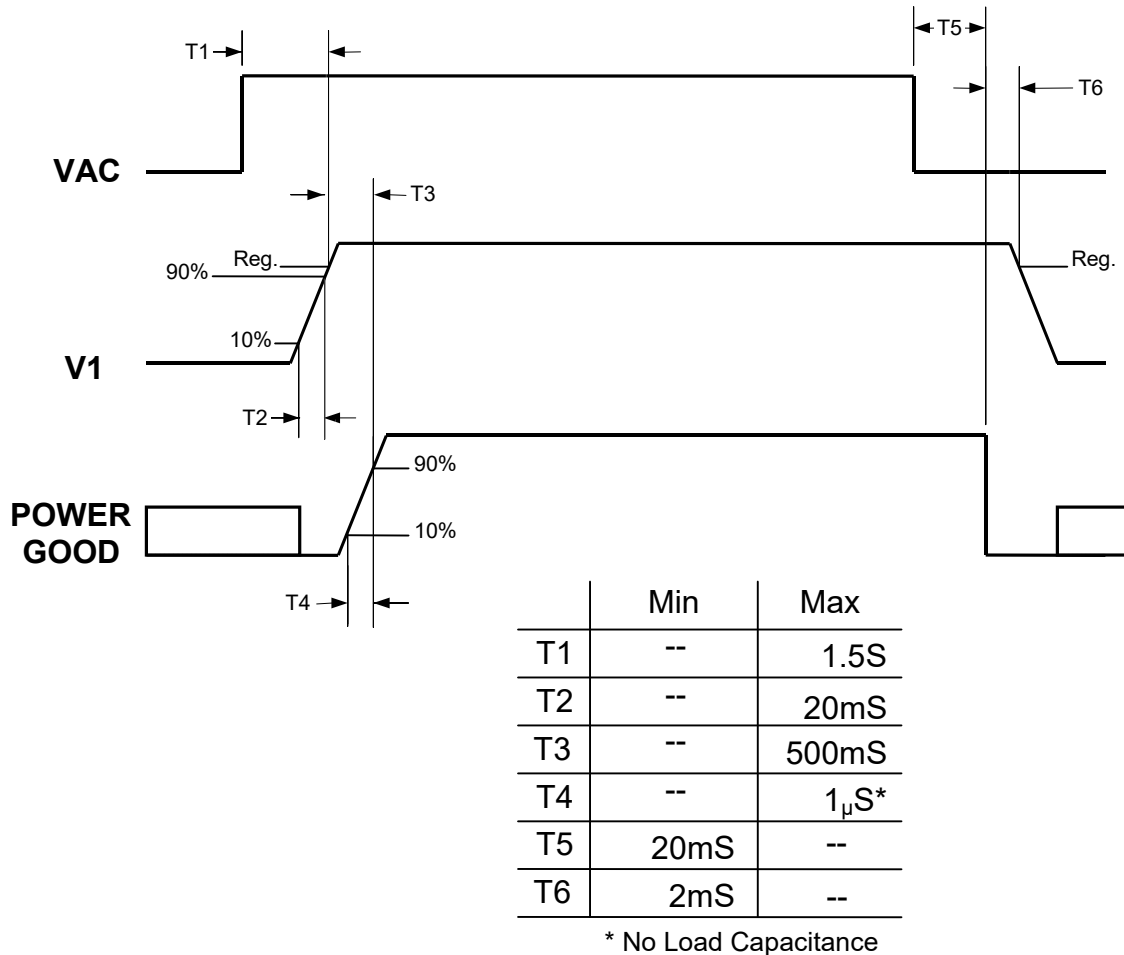 T1
T5
T6
VAC
T3
Reg.
90%
Reg.
10%
V1
T2
90%
POWER
GOOD
10%
T4
Min Max
T1 -- 1.5S
T2 -- 20mS
T3 -- 500mS
T4 -- 1µS*
T5 20mS --
T6 2mS --
* No Load Capacitance